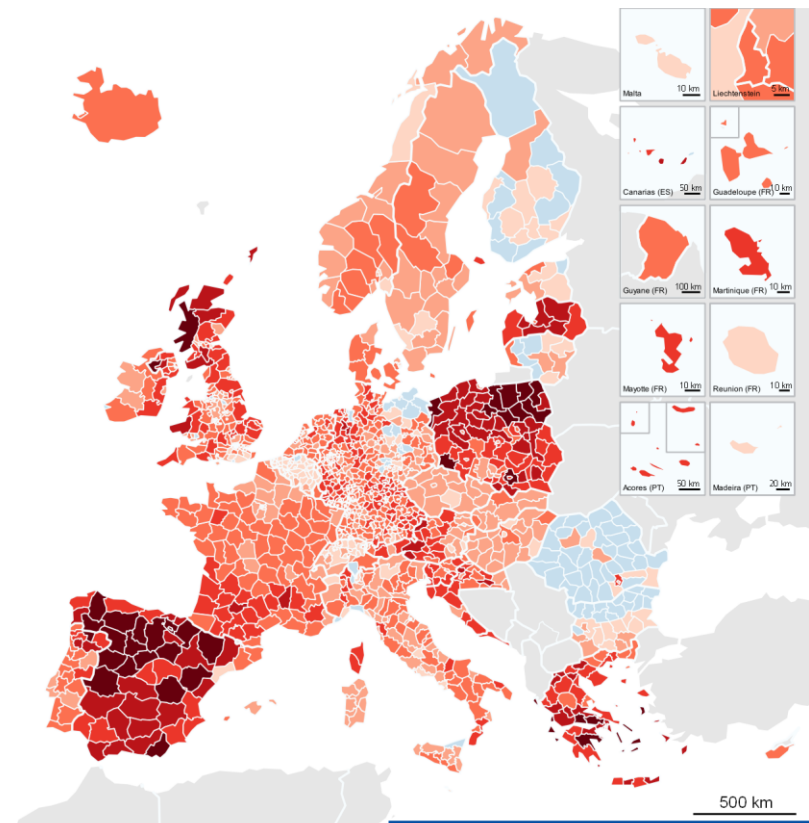 Malta
10 km
Liechtenstein
5 km
Canarias (ES)
50 km
Guadeloupe (FR)
10 km
Guyane (FR)
100 km
Martinique (FR)
10 km
Mayotte (FR)
10 km
Reunion (FR)
10 km
Acores (PT)
50 km
Madeira (PT)
20 km
500 km